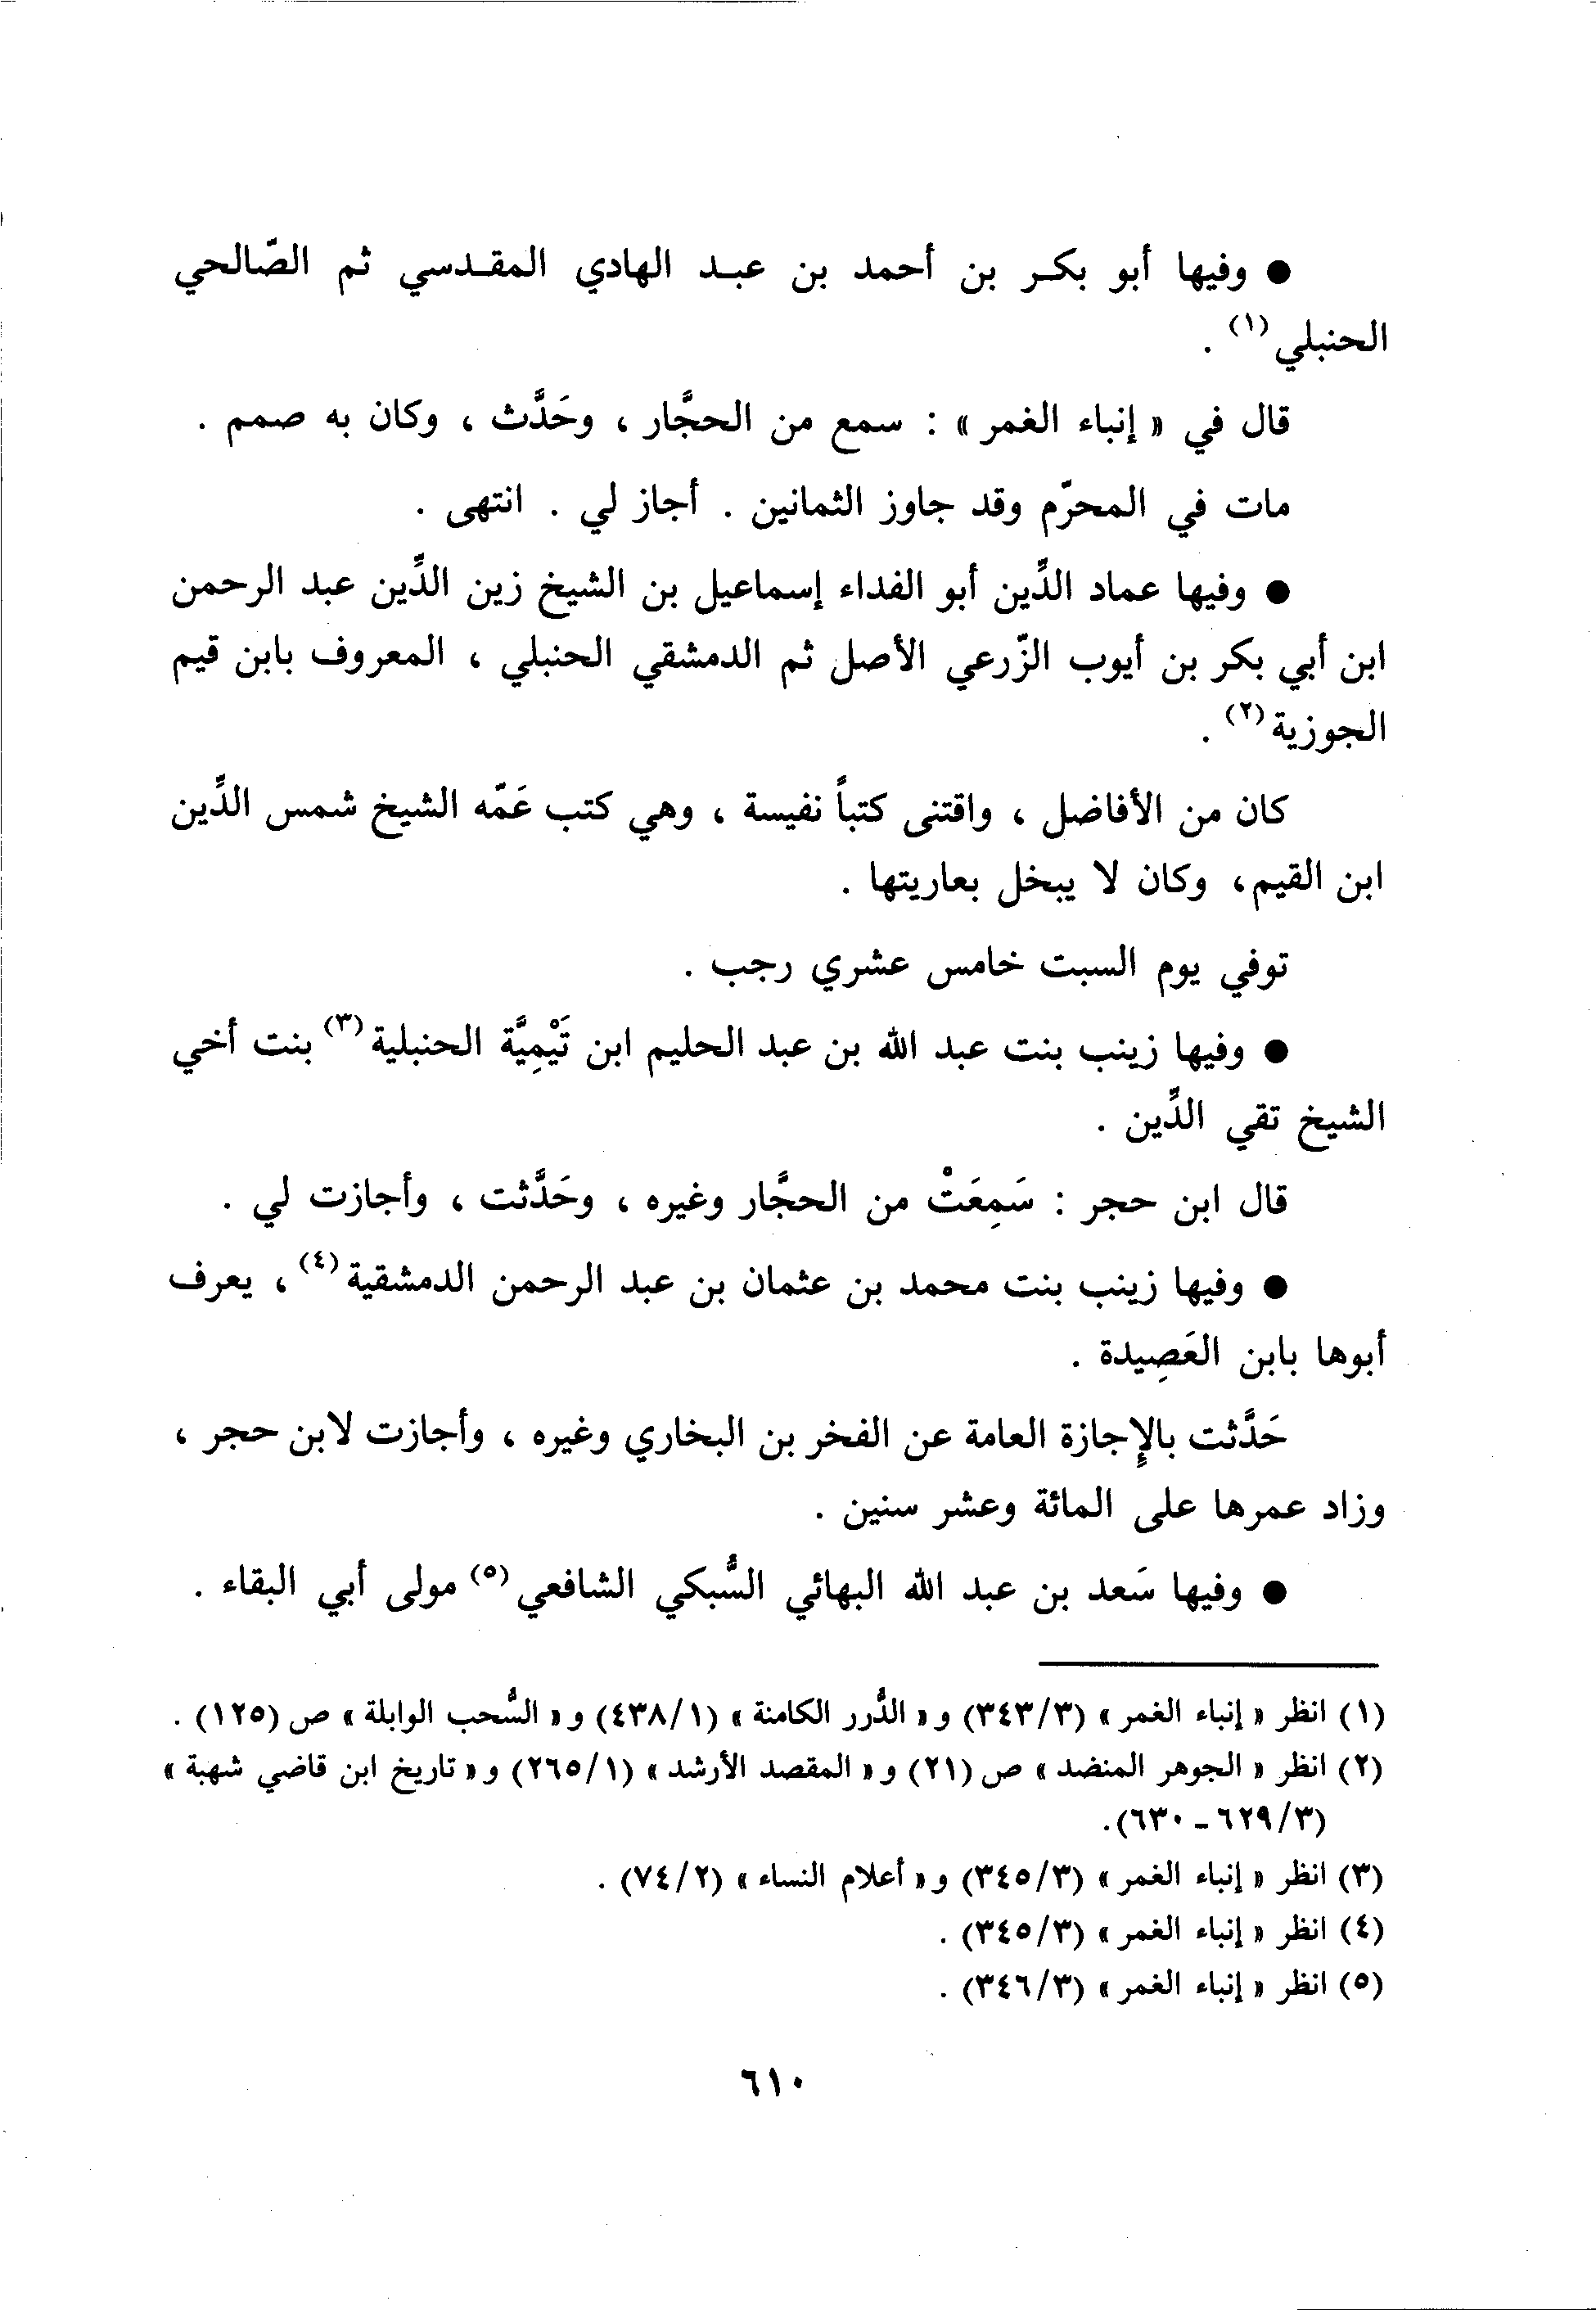 ● وفيها أبو بكر بن أحمد بن عبد الهادي المقدسي ثم الصّالحي
الحنبلي (١) .
قال في « إنباء الغمر » : سمع من الحجَّار ، وحَدَّث ، وكان به صمم .
مات في المحرّم وقد جاوز الثمانين . أجاز لي . انتهى .
● وفيها عماد الدِّين أبو الفداء إسماعيل بن الشيخ زين الدِّين عبد الرحمن
ابن أبي بكر بن أيوب الزّرعي الأصل ثم الدمشقي الحنبلي ، المعروف بابن قيم
الجوزية (٢) .
كان من الأفاضل ، واقتنى كتباً نفيسة ، وهي كتب عَمّه الشيخ شمس الدِّين
ابن القيم، وكان لا يبخل بعاريتها .
توفي يوم السبت خامس عشري رجب .
● وفيها زينب بنت عبد الله بن عبد الحليم ابن تَيْمِيَّة الحنبلية (٣) بنت أخي
الشيخ تقي الدِّين .
قال ابن حجر : سَمِعَتْ من الحجَّار وغيره ، وحَدَّثت ، وأجازت لي .
● وفيها زينب بنت محمد بن عثمان بن عبد الرحمن الدمشقية (٤) ، يعرف
أبوها بابن العَصِيدة .
حَدَّثت بالإِجازة العامة عن الفخر بن البخاري وغيره ، وأجازت لابن حجر ،
وزاد عمرها على المائة وعشر سنين .
● وفيها سَعد بن عبد الله البهائي السُّبكي الشافعي (٥) مولى أبي البقاء .
(١) انظر « إنباء الغمر » (٣٤٣/٣) و « الدُّرر الكامنة » (٤٣٨/١) و « السُّحب الوابلة » ص (١٢٥) .
(٢) انظر « الجوهر المنضد » ص (٢١) و « المقصد الأرشد » (٢٦٥/١) و « تاريخ ابن قاضي شهبة »
(٦٢٩/٣ - ٦٣٠).
(٣) انظر « إنباء الغمر » (٣٤٥/٣) و « أعلام النساء » (٧٤/٢) .
(٤) انظر « إنباء الغمر » (٣٤٥/٣) .
(٥) انظر « إنباء الغمر » (٣٤٦/٣) .
٦١٠